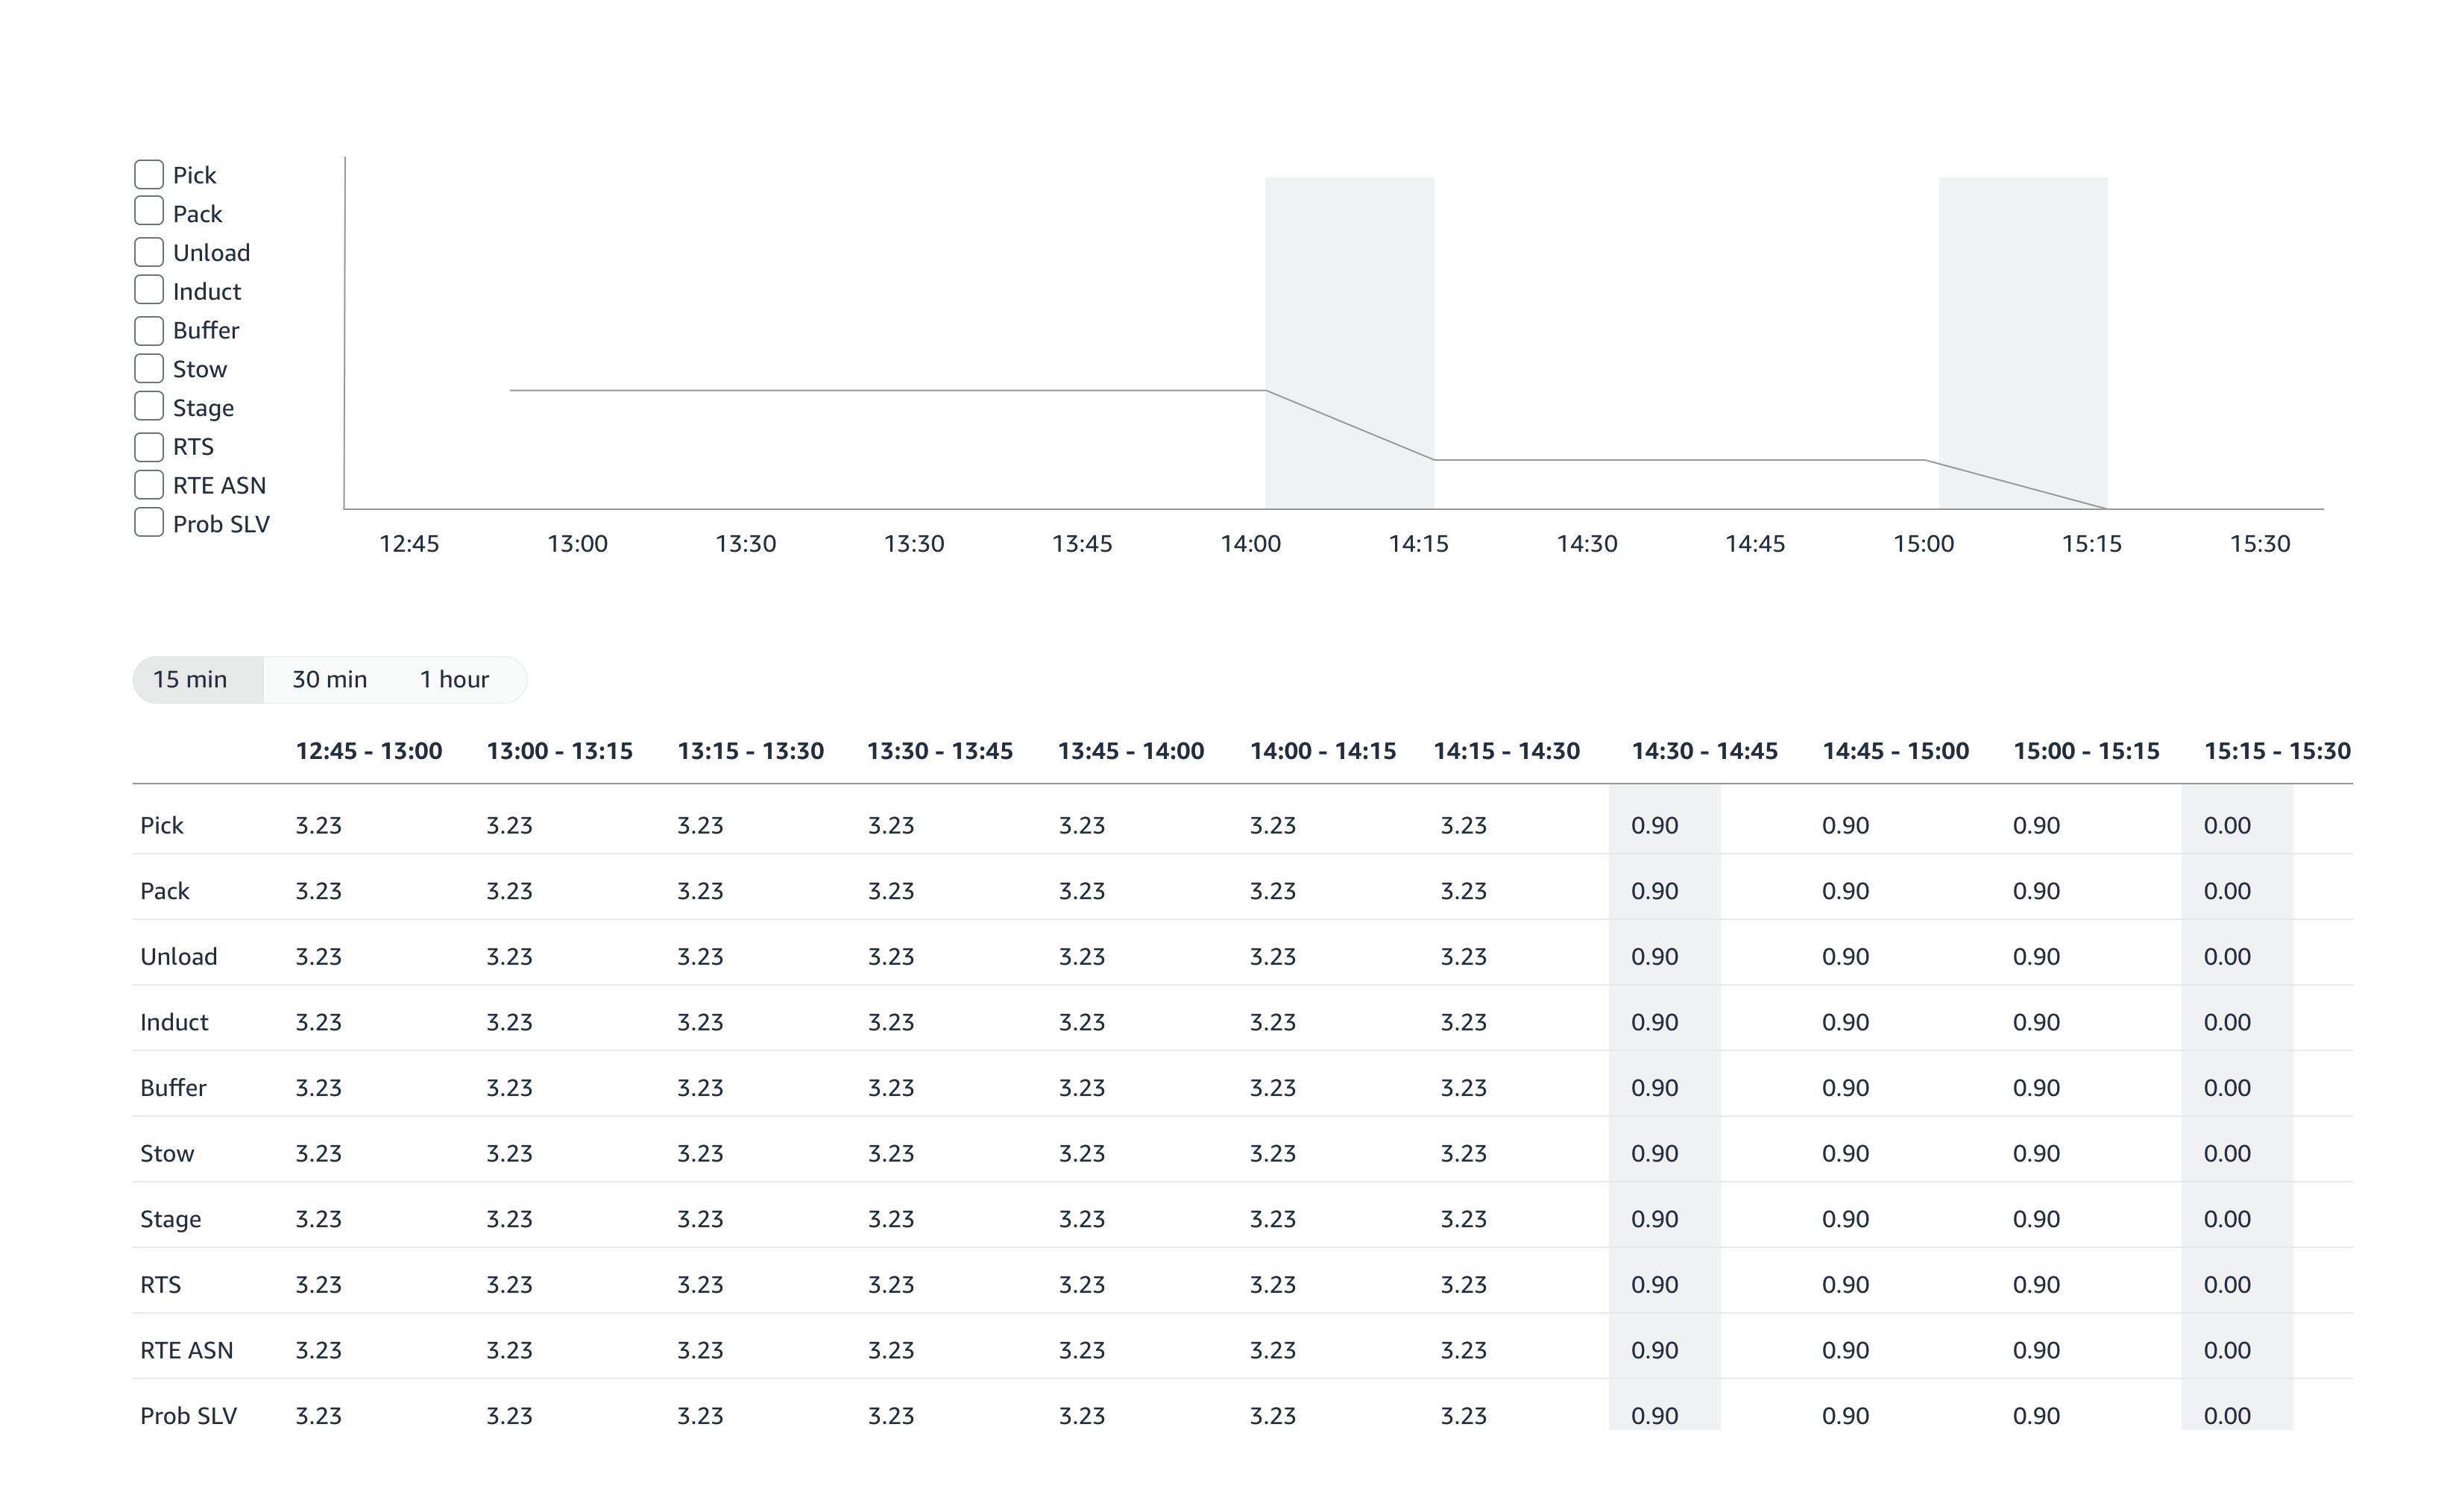 Pick
Pack
Unload
Induct
Buffer
Stow
Stage
RTS
RTE ASN
Prob SLV
12:45 13:00 13:30 13:30 13:45 14:00 14:15 14:30 14:45 15:00 15:15 15:30
15 min 30 min 1 hour
12:45 - 13:00 13:00 - 13:15 13:15 - 13:30 13:30 - 13:45 13:45 - 14:00 14:00 - 14:15 14:15 - 14:30 14:30 - 14:45 14:45 - 15:00 15:00 - 15:15 15:15 - 15:30
Pick 3.23 3.23 3.23 3.23 3.23 3.23 3.23 0.90 0.90 0.90 0.00
Pack 3.23 3.23 3.23 3.23 3.23 3.23 3.23 0.90 0.90 0.90 0.00
Unload 3.23 3.23 3.23 3.23 3.23 3.23 3.23 0.90 0.90 0.90 0.00
Induct 3.23 3.23 3.23 3.23 3.23 3.23 3.23 0.90 0.90 0.90 0.00
Buffer 3.23 3.23 3.23 3.23 3.23 3.23 3.23 0.90 0.90 0.90 0.00
Stow 3.23 3.23 3.23 3.23 3.23 3.23 3.23 0.90 0.90 0.90 0.00
Stage 3.23 3.23 3.23 3.23 3.23 3.23 3.23 0.90 0.90 0.90 0.00
RTS 3.23 3.23 3.23 3.23 3.23 3.23 3.23 0.90 0.90 0.90 0.00
RTE ASN 3.23 3.23 3.23 3.23 3.23 3.23 3.23 0.90 0.90 0.90 0.00
Prob SLV 3.23 3.23 3.23 3.23 3.23 3.23 3.23 0.90 0.90 0.90 0.00